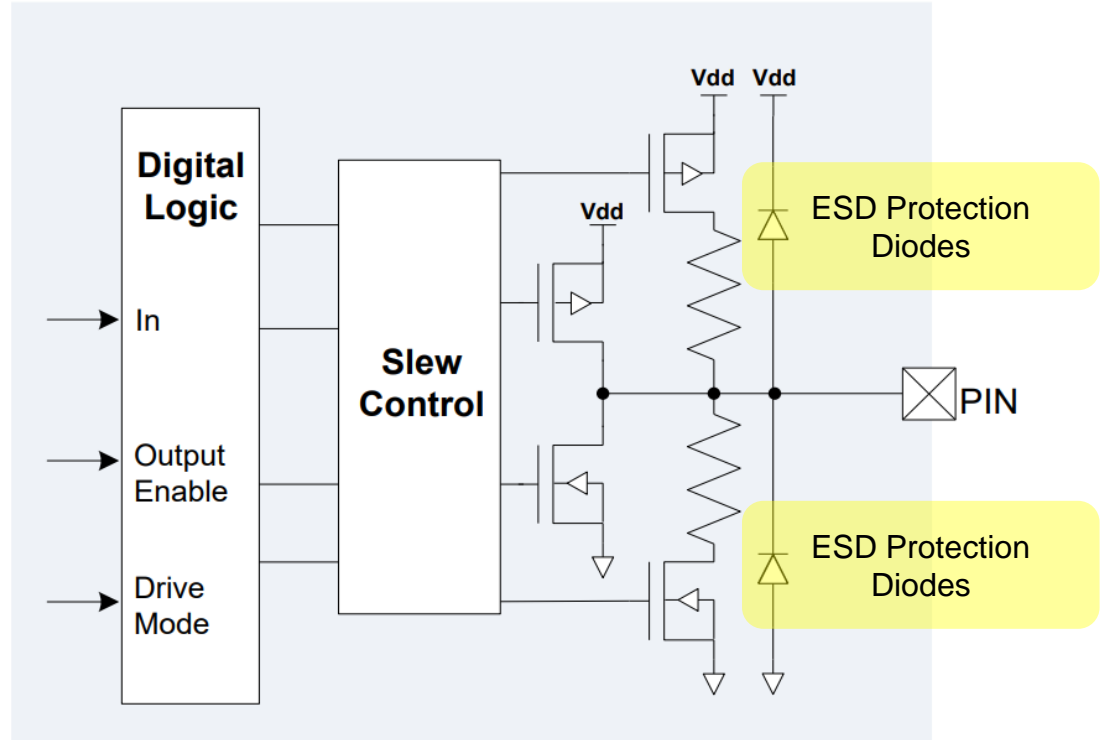 Vdd
Vdd
Digital
Logic
ESD Protection
Diodes
Vdd
In
Slew
Control
PIN
Output
Enable
ESD Protection
Diodes
Drive
Mode